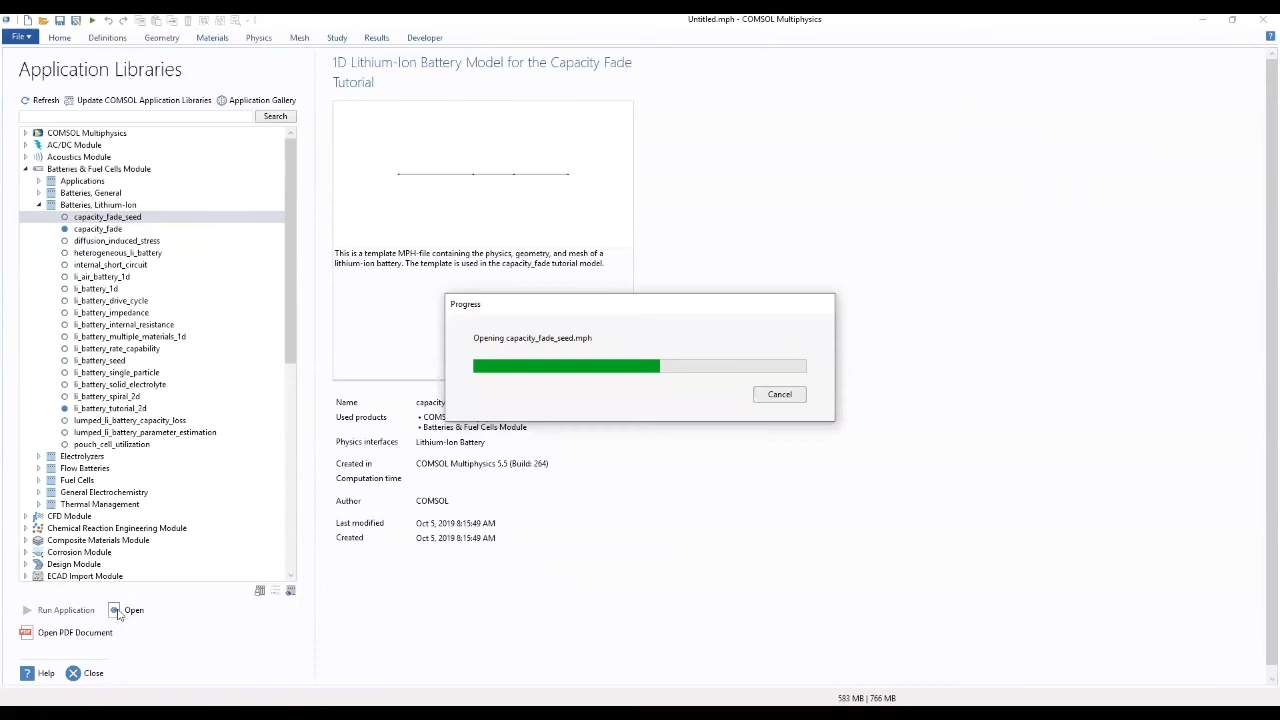 Untitled.mph - COMSOL Multiphysics
File
Home
Definitions
Geometry
Materials
Physics
Mesh
Study
Results
Developer
Application Libraries
Refresh
Update COMSOL Application Libraries
Application Gallery
Search
COMSOL Multiphysics
AC/DC Module
Acoustics Module
Batteries & Fuel Cells Module
Applications
Batteries, General
Batteries, Lithium-Ion
capacity_fade_seed
capacity_fade
diffusion_induced_stress
heterogeneous_li_battery
internal_short_circuit
li_air_battery_1d
li_battery_1d
li_battery_drive_cycle
li_battery_impedance
li_battery_internal_resistance
li_battery_multiple_materials_1d
li_battery_rate_capability
li_battery_seed
li_battery_single_particle
li_battery_solid_electrolyte
li_battery_spiral_2d
li_battery_tutorial_2d
lumped_li_battery_capacity_loss
lumped_li_battery_parameter_estimation
pouch_cell_utilization
Electrolyzers
Flow Batteries
Fuel Cells
General Electrochemistry
Thermal Management
CFD Module
Chemical Reaction Engineering Module
Composite Materials Module
Corrosion Module
Design Module
ECAD Import Module
Run Application
Open
PDF
Open PDF Document
? Help
Close
1D Lithium-Ion Battery Model for the Capacity Fade
Tutorial
This is a template MPH-file containing the physics, geometry, and mesh of a
lithium-ion battery. The template is used in the capacity_fade tutorial model.
Progress
Opening capacity_fade_seed.mph
Cancel
Name capacity
Used products • COMS
• Batteries & Fuel Cells Module
Physics interfaces Lithium-Ion Battery
Created in COMSOL Multiphysics 5.5 (Build: 264)
Computation time
Author COMSOL
Last modified Oct 5, 2019 8:15:49 AM
Created Oct 5, 2019 8:15:49 AM
583 MB | 766 MB